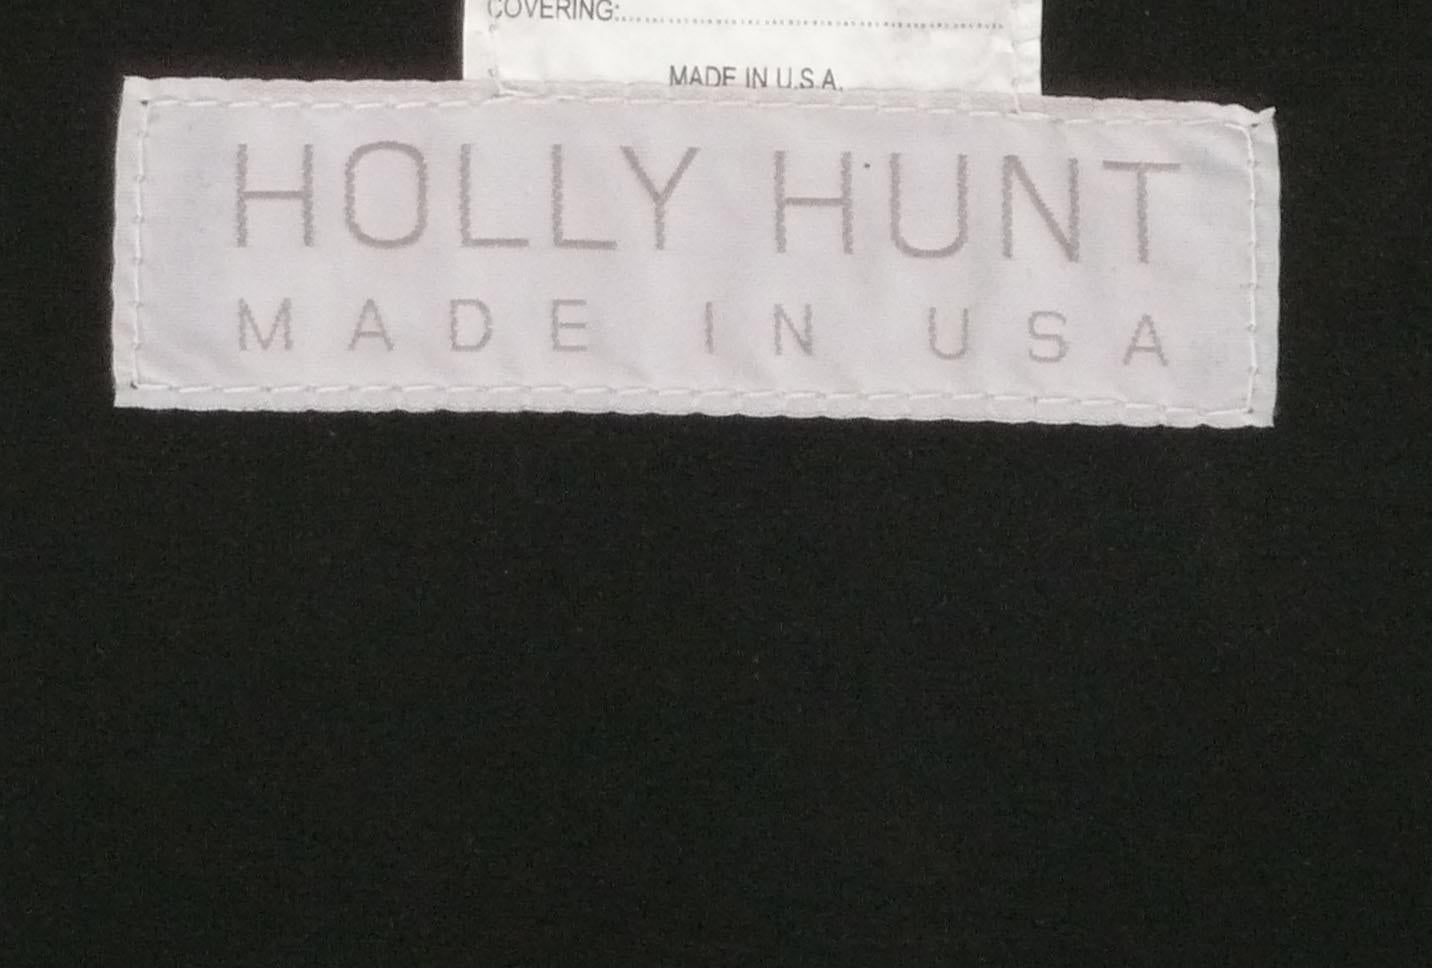 COVERING:
MADE IN U.S.A.
HOLLY HUNT
MADE IN USA